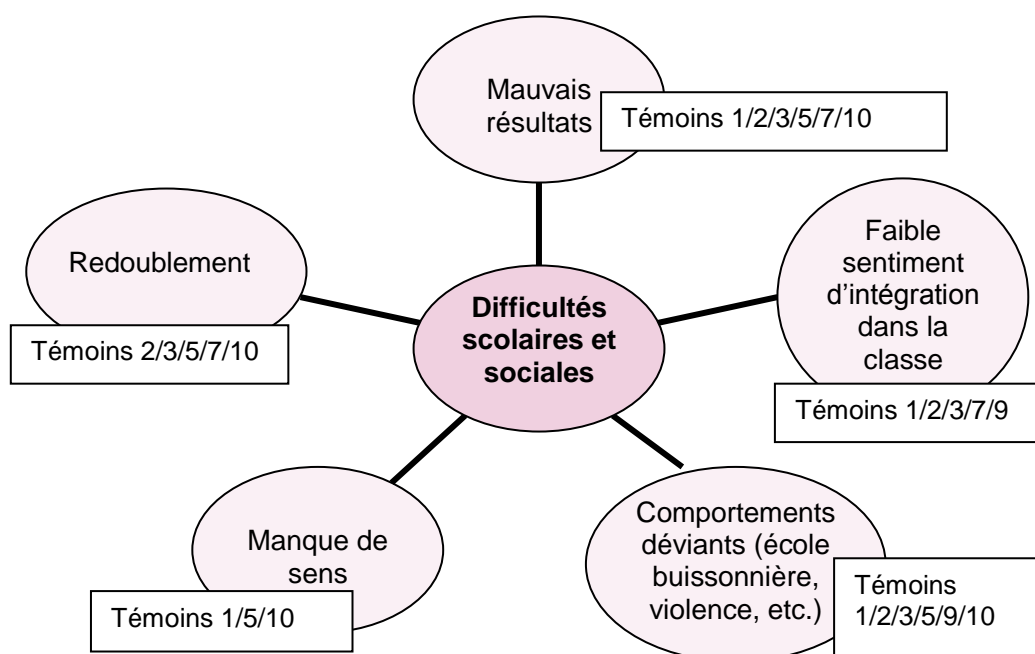 Mauvais
résultats
Témoins 1/2/3/5/7/10
Redoublement
Témoins 2/3/5/7/10
Difficultés
scolaires et
sociales
Faible
sentiment
d’intégration
dans la
classe
Témoins 1/2/3/7/9
Manque de
sens
Témoins 1/5/10
Comportements
déviants (école
buissonnière,
violence, etc.)
Témoins
1/2/3/5/9/10